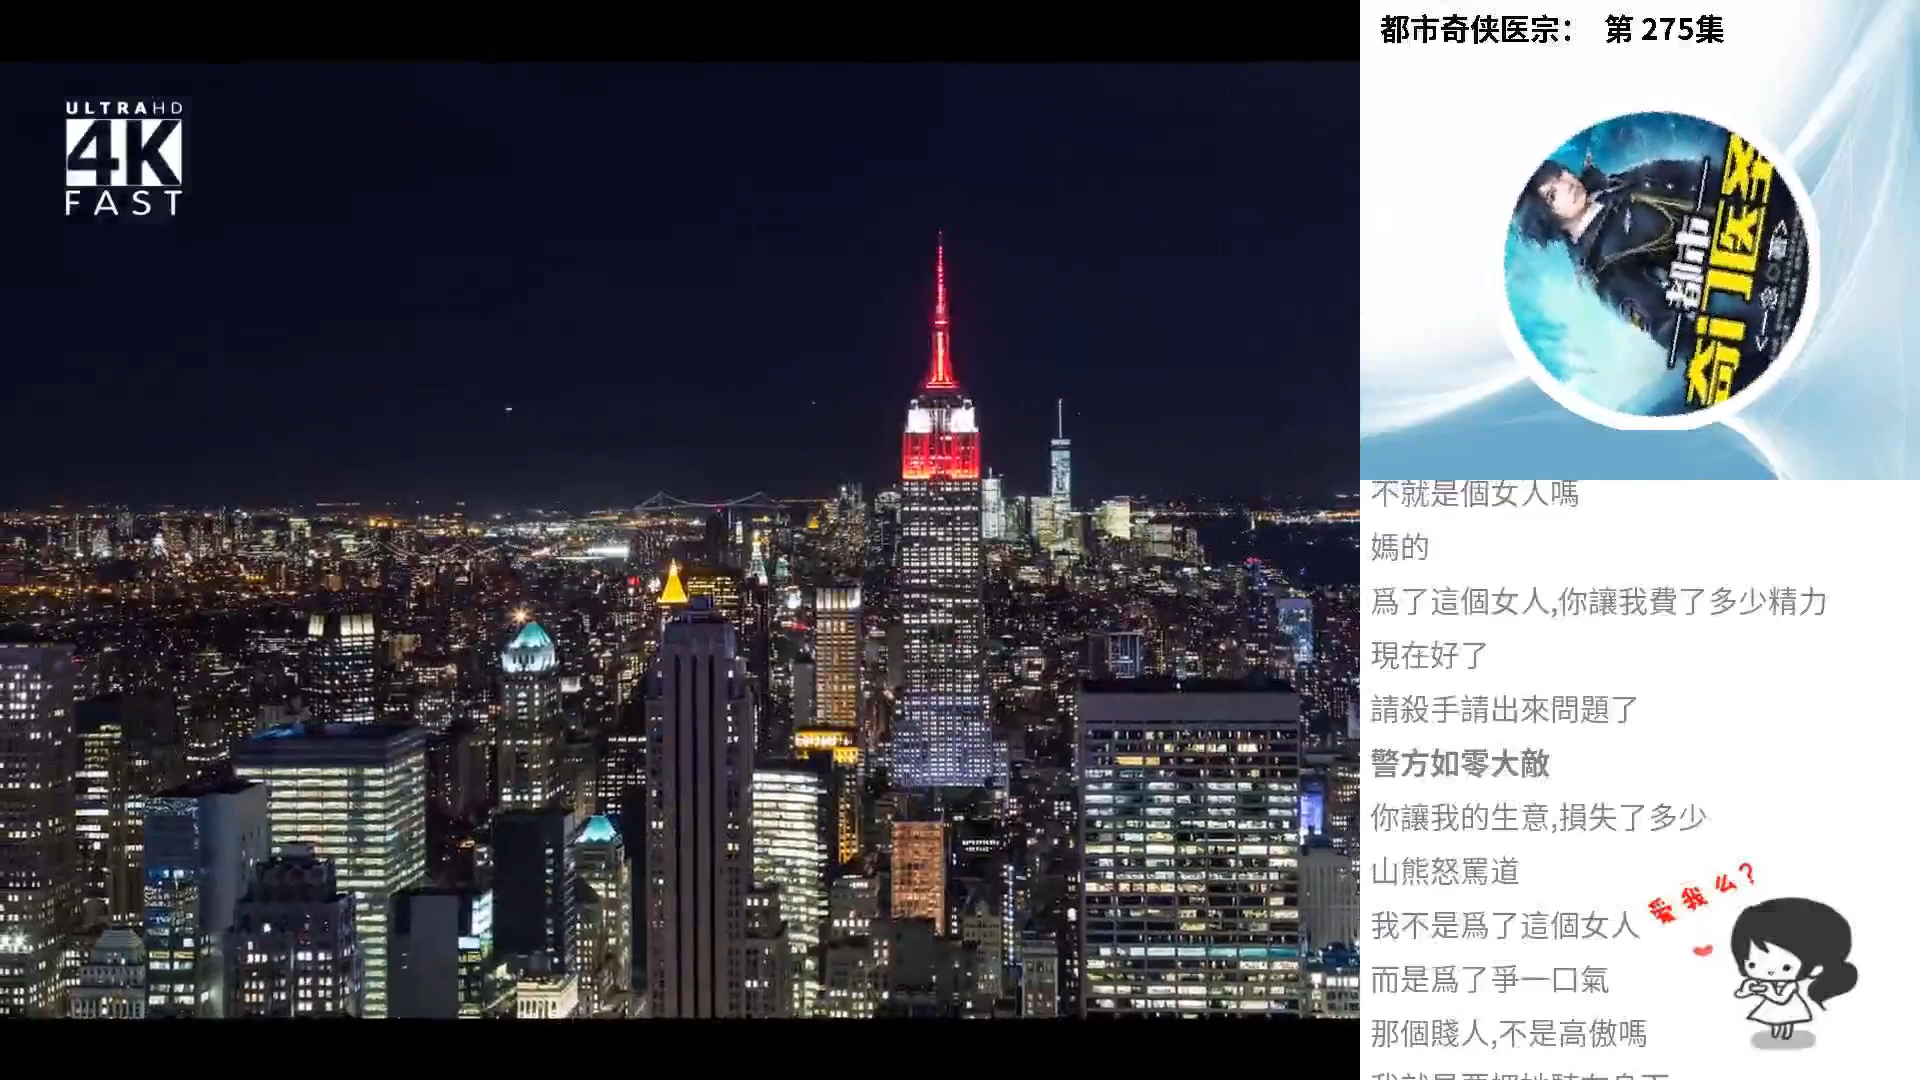 ULTRAHD
4K
FAST
都市奇侠医宗： 第 275集
都市
奇门医圣
不就是個女人嗎
媽的
爲了這個女人,你讓我費了多少精力
現在好了
請殺手請出來問題了
警方如零大敵
你讓我的生意,損失了多少
山熊怒罵道
爱我么?
我不是爲了這個女人
而是爲了爭一口氣
那個賤人,不是高傲嗎